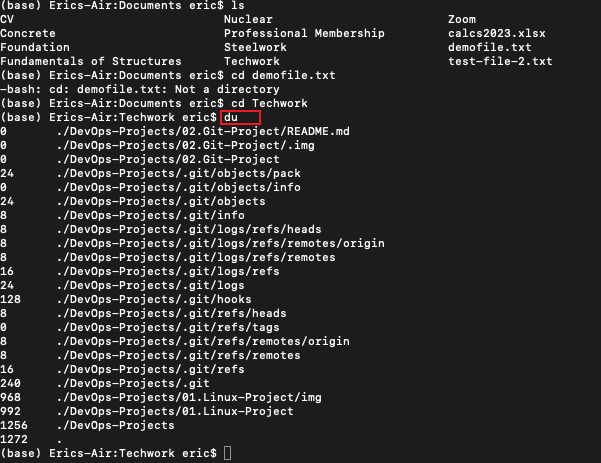 (base) Erics-Air:Documents eric$ ls
CV Nuclear Zoom
Concrete Professional Membership calcs2023.xlsx
Foundation Steelwork demofile.txt
Fundamentals of Structures Techwork test-file-2.txt
(base) Erics-Air:Documents eric$ cd demofile.txt
-bash: cd: demofile.txt: Not a directory
(base) Erics-Air:Documents eric$ cd Techwork
(base) Erics-Air:Techwork eric$ du
0 ./DevOps-Projects/02.Git-Project/README.md
0 ./DevOps-Projects/02.Git-Project/.img
0 ./DevOps-Projects/02.Git-Project
24 ./DevOps-Projects/.git/objects/pack
0 ./DevOps-Projects/.git/objects/info
24 ./DevOps-Projects/.git/objects
8 ./DevOps-Projects/.git/info
8 ./DevOps-Projects/.git/logs/refs/heads
8 ./DevOps-Projects/.git/logs/refs/remotes/origin
8 ./DevOps-Projects/.git/logs/refs/remotes
16 ./DevOps-Projects/.git/logs/refs
24 ./DevOps-Projects/.git/logs
128 ./DevOps-Projects/.git/hooks
8 ./DevOps-Projects/.git/refs/heads
0 ./DevOps-Projects/.git/refs/tags
8 ./DevOps-Projects/.git/refs/remotes/origin
8 ./DevOps-Projects/.git/refs/remotes
16 ./DevOps-Projects/.git/refs
240 ./DevOps-Projects/.git
968 ./DevOps-Projects/01.Linux-Project/img
992 ./DevOps-Projects/01.Linux-Project
1256 ./DevOps-Projects
1272 .
(base) Erics-Air:Techwork eric$